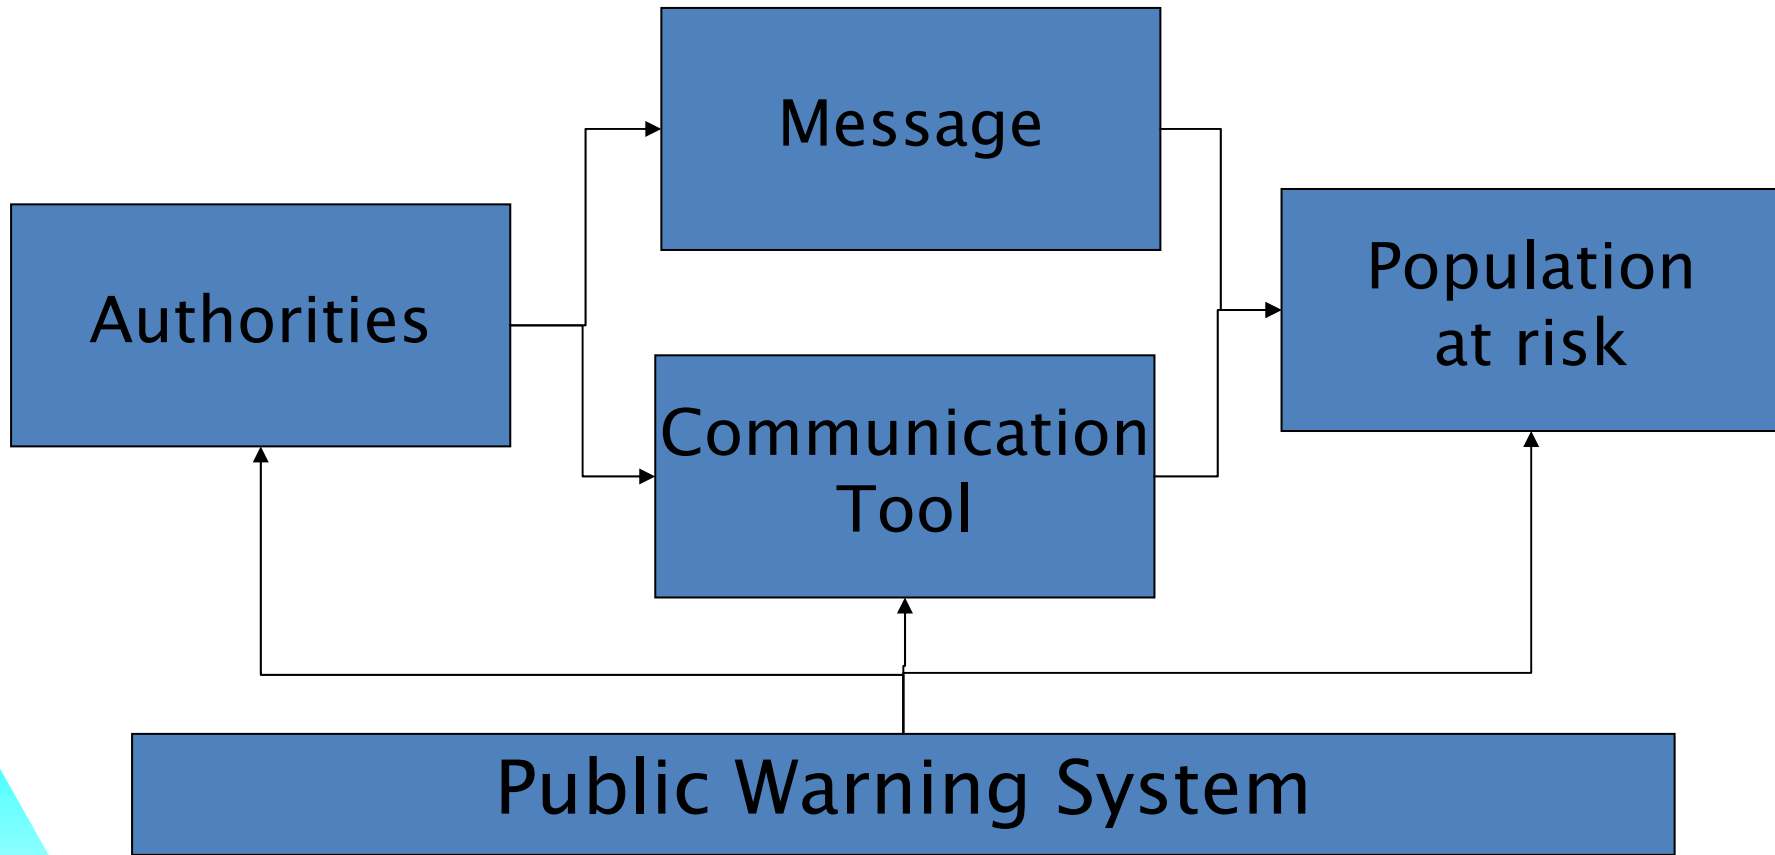 Message
Authorities
Population
at risk
Communication
Tool
Public Warning System